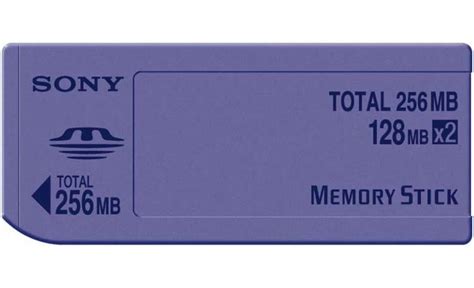 SONY
TOTAL 256MB
128MB x2
TOTAL
256MB
MEMORY STICK